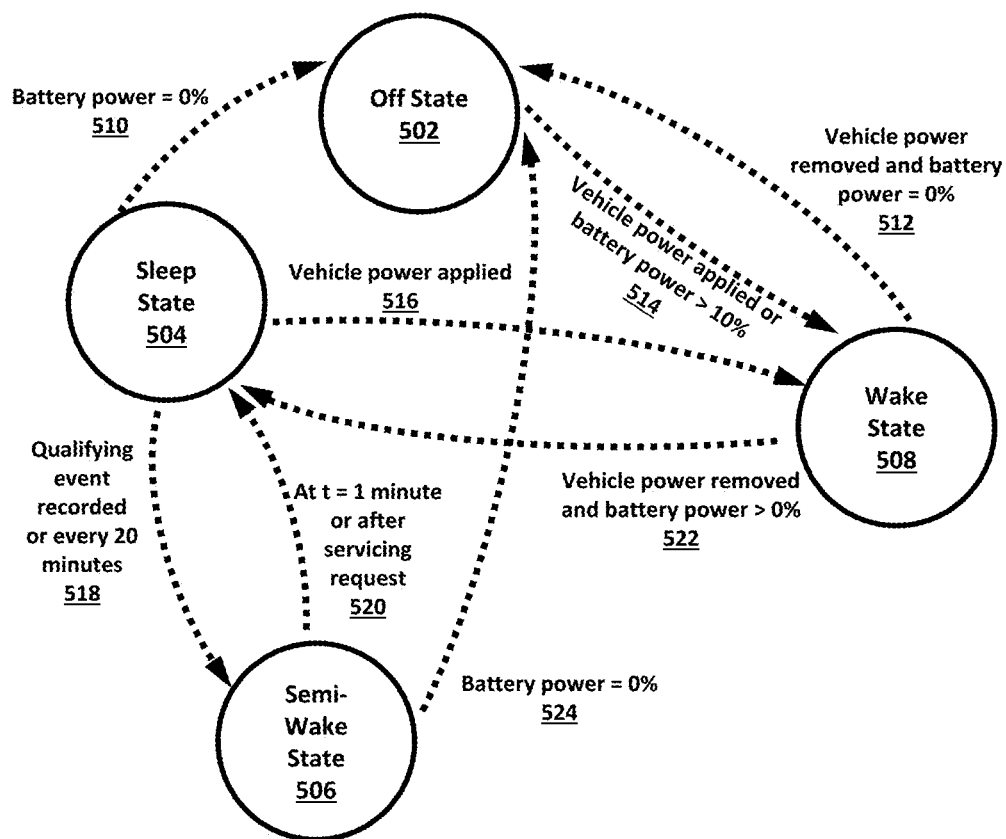 Off State
502
Battery power = 0%
510
Vehicle power
removed and battery
power = 0%
512
Vehicle power applied or
battery power > 10%
514
Sleep
State
504
Vehicle power applied
516
Wake
State
508
Qualifying
event
recorded
or every 20
minutes
518
At t = 1 minute
or after
servicing
request
520
Vehicle power removed
and battery power > 0%
522
Semi-
Wake
State
506
Battery power = 0%
524